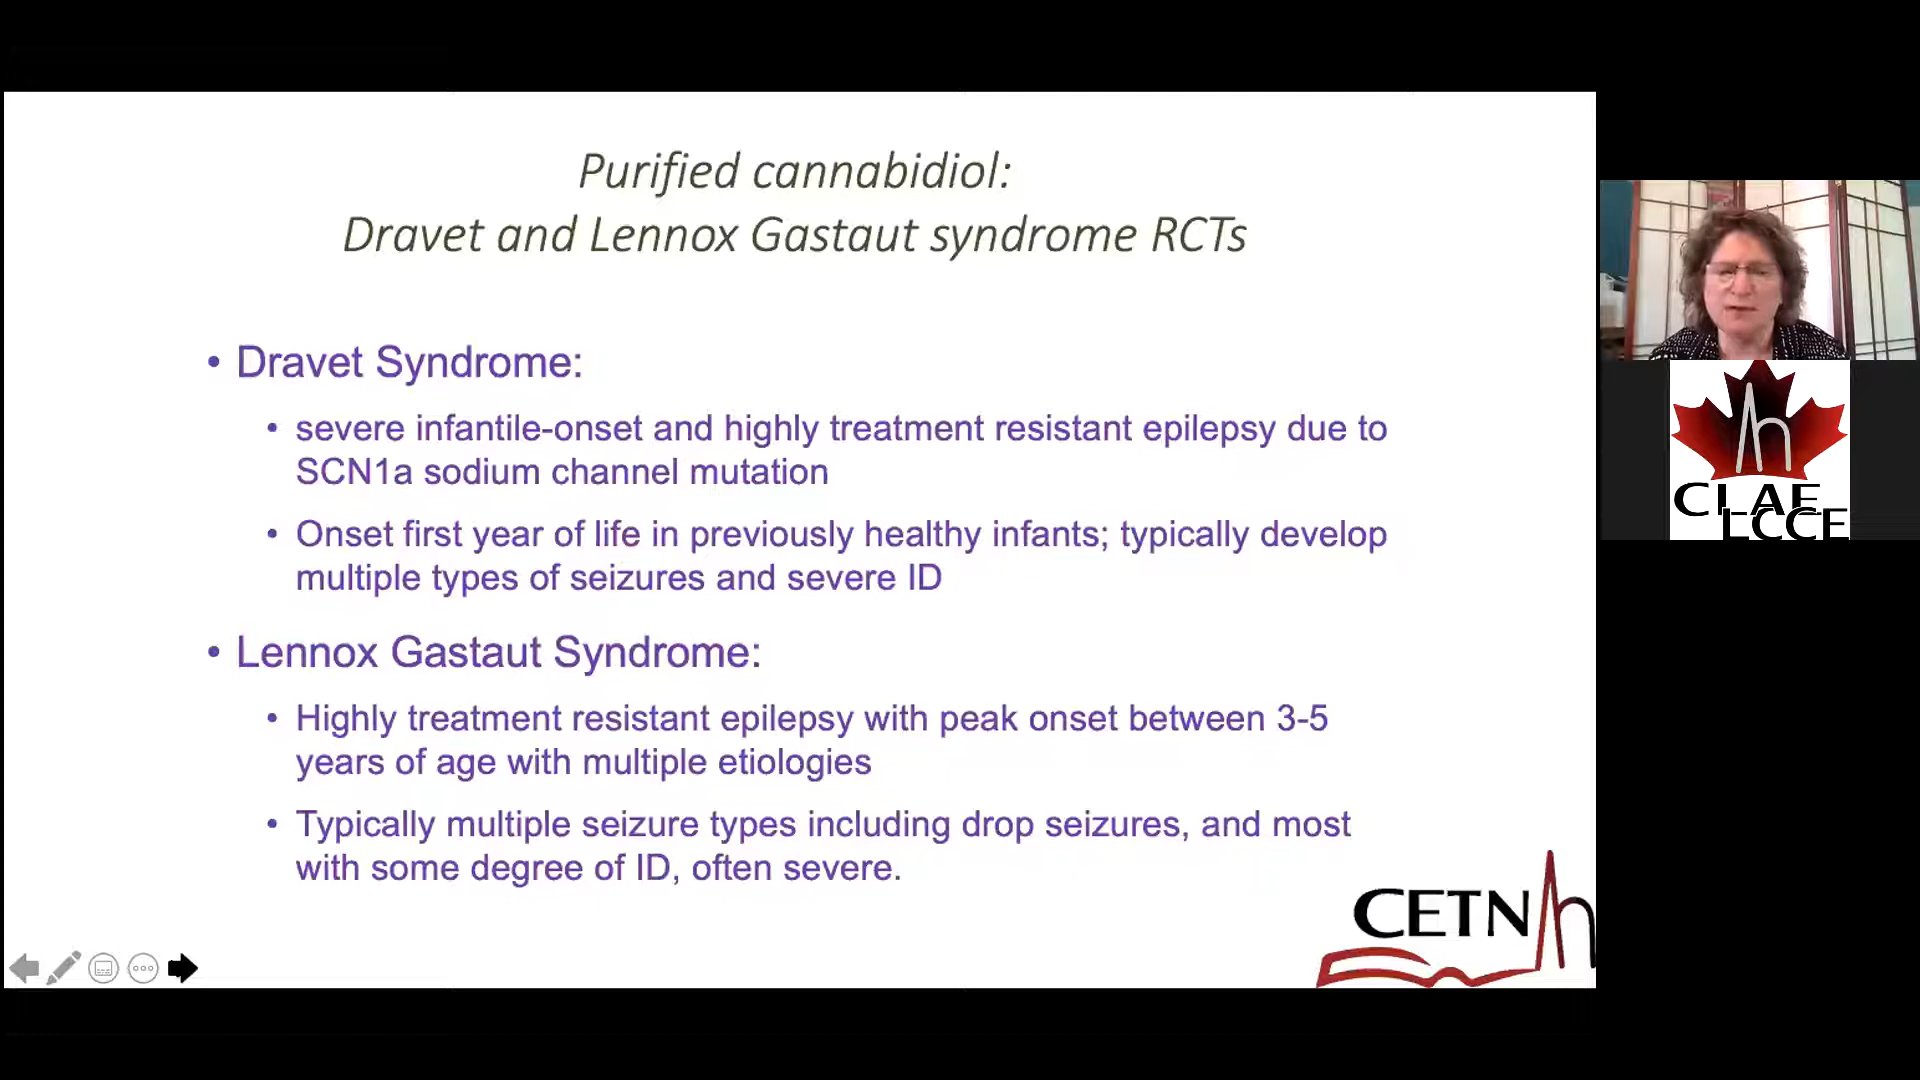 Purified cannabidiol:
Dravet and Lennox Gastaut syndrome RCTs
• Dravet Syndrome:
• severe infantile-onset and highly treatment resistant epilepsy due to
SCN1a sodium channel mutation
• Onset first year of life in previously healthy infants; typically develop
multiple types of seizures and severe ID
• Lennox Gastaut Syndrome:
• Highly treatment resistant epilepsy with peak onset between 3-5
years of age with multiple etiologies
• Typically multiple seizure types including drop seizures, and most
with some degree of ID, often severe.
CETN
CLAE
LCCE